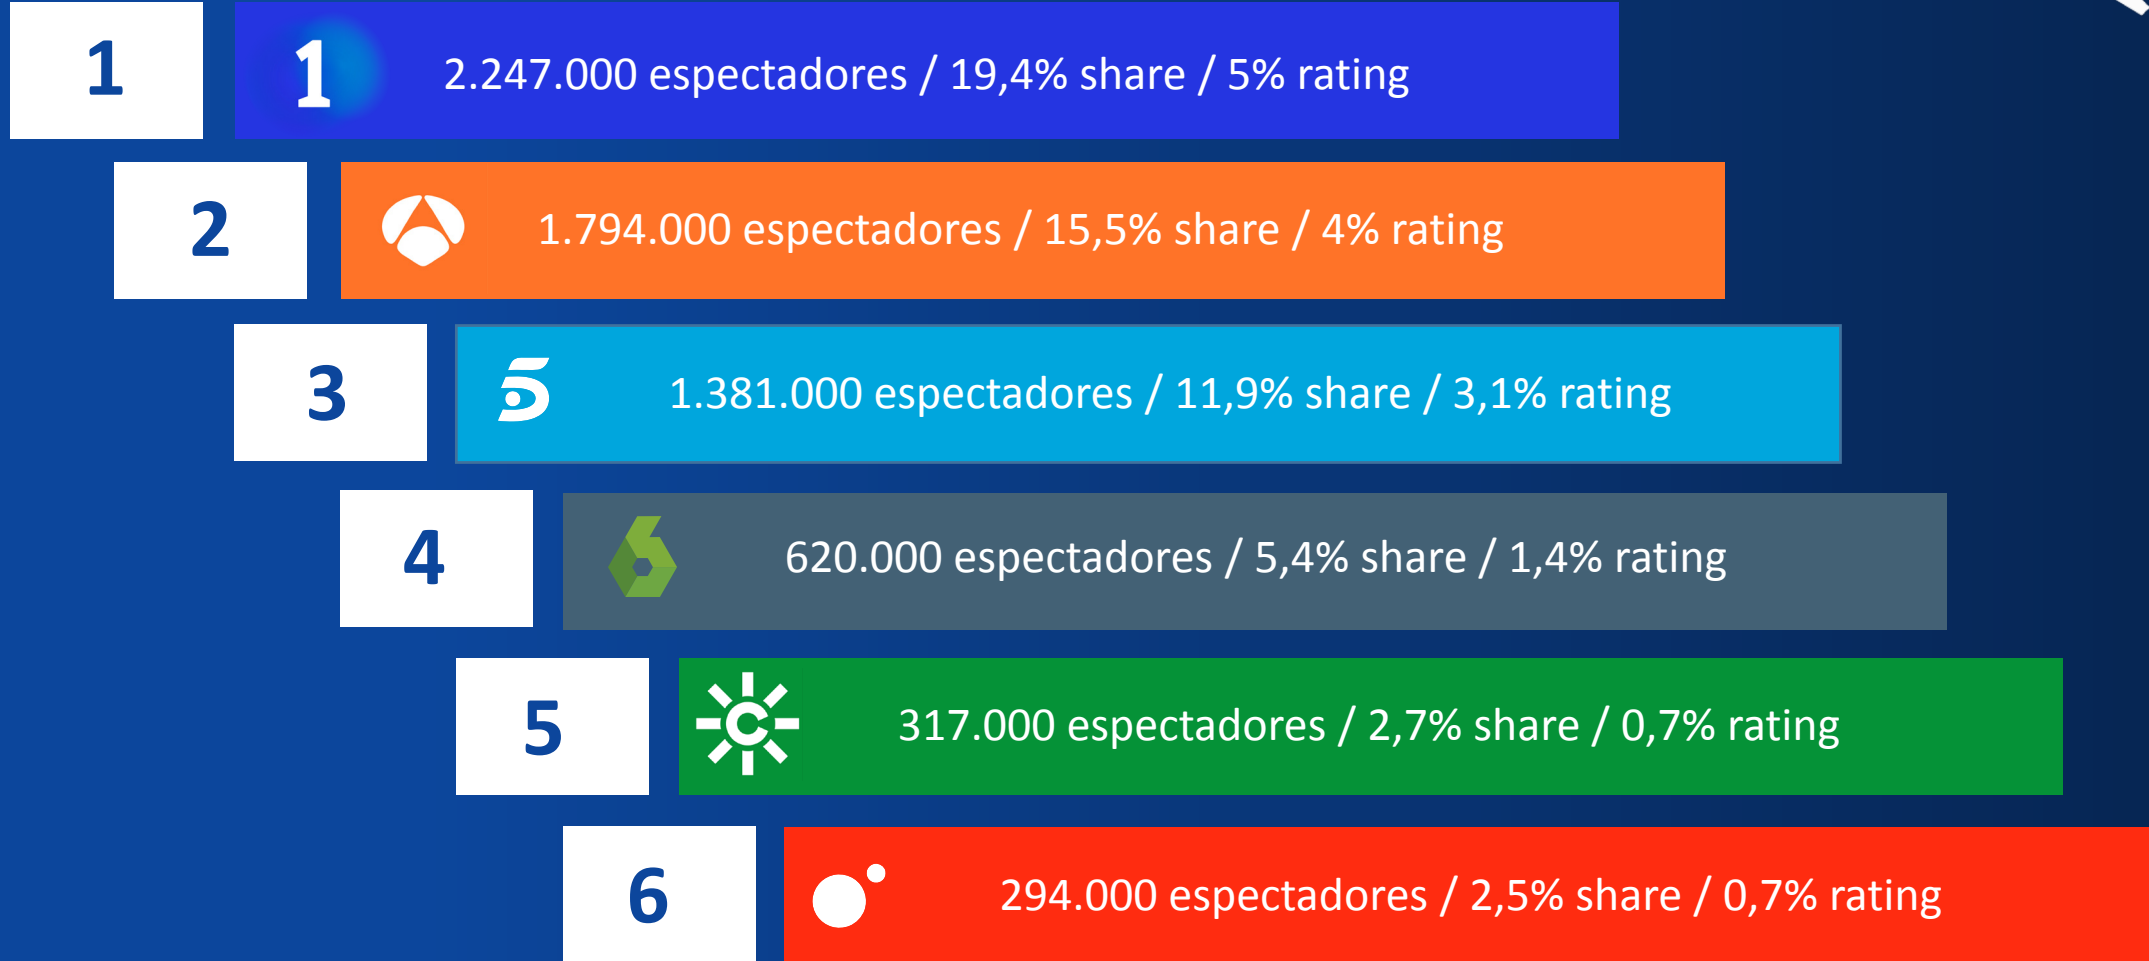 1
1 2.247.000 espectadores / 19,4% share / 5% rating
2
1.794.000 espectadores / 15,5% share / 4% rating
3
5 1.381.000 espectadores / 11,9% share / 3,1% rating
4
6 620.000 espectadores / 5,4% share / 1,4% rating
5
C 317.000 espectadores / 2,7% share / 0,7% rating
6
294.000 espectadores / 2,5% share / 0,7% rating